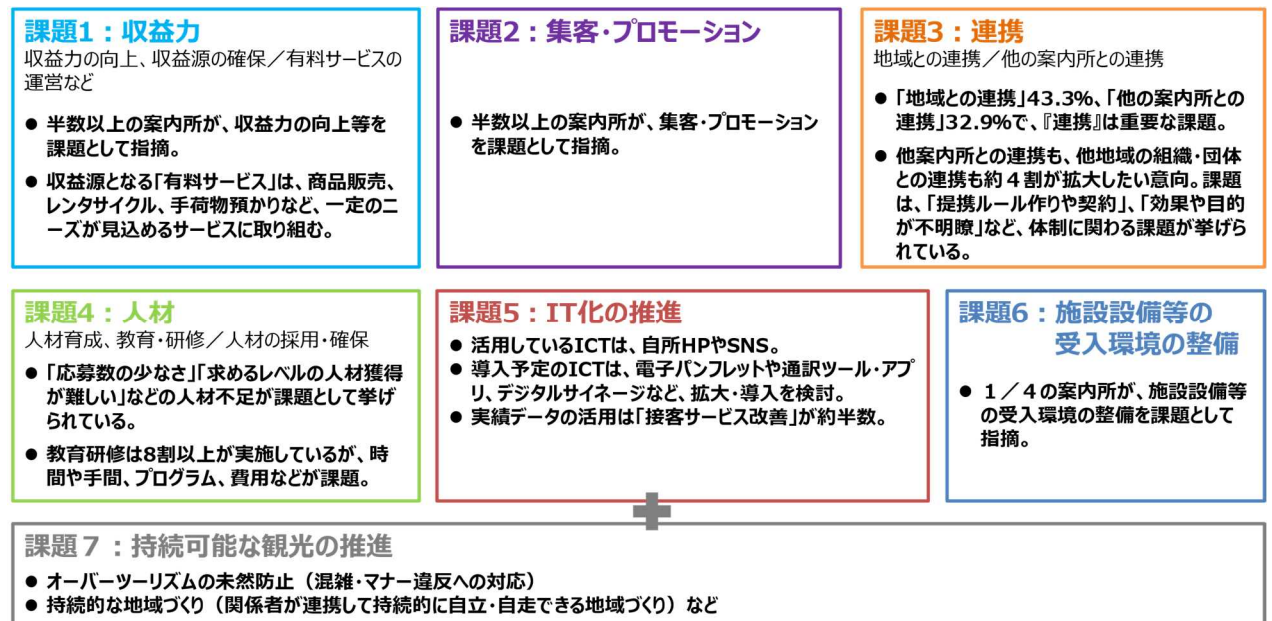 課題1：収益力
収益力の向上、収益源の確保／有料サービスの
運営など
● 半数以上の案内所が、収益力の向上等を
課題として指摘。
● 収益源となる「有料サービス」は、商品販売、
レンタサイクル、手荷物預かりなど、一定のニ
ーズが見込めるサービスに取り組む。
課題2：集客・プロモーション
● 半数以上の案内所が、集客・プロモーション
を課題として指摘。
課題3：連携
地域との連携／他の案内所との連携
● 「地域との連携」43.3%、「他の案内所との
連携」32.9%で、『連携』は重要な課題。
● 他案内所との連携も、他地域の組織・団体
との連携も約４割が拡大したい意向。課題
は、「提携ルール作りや契約」、「効果や目的
が不明瞭」など、体制に関わる課題が挙げら
れている。
課題4：人材
人材育成、教育・研修／人材の採用・確保
● 「応募数の少なさ」「求めるレベルの人材獲得
が難しい」などの人材不足が課題として挙げ
られている。
● 教育研修は8割以上が実施しているが、時
間や手間、プログラム、費用などが課題。
課題5：IT化の推進
● 活用しているICTは、自所HPやSNS。
● 導入予定のICTは、電子パンフレットや通訳ツール・アプ
リ、デジタルサイネージなど、拡大・導入を検討。
● 実績データの活用は「接客サービス改善」が約半数。
課題6：施設設備等の
受入環境の整備
● １／４の案内所が、施設設備等
の受入環境の整備を課題として
指摘。
課題７：持続可能な観光の推進
● オーバーツーリズムの未然防止（混雑・マナー違反への対応）
● 持続的な地域づくり（関係者が連携して持続的に自立・自走できる地域づくり）など